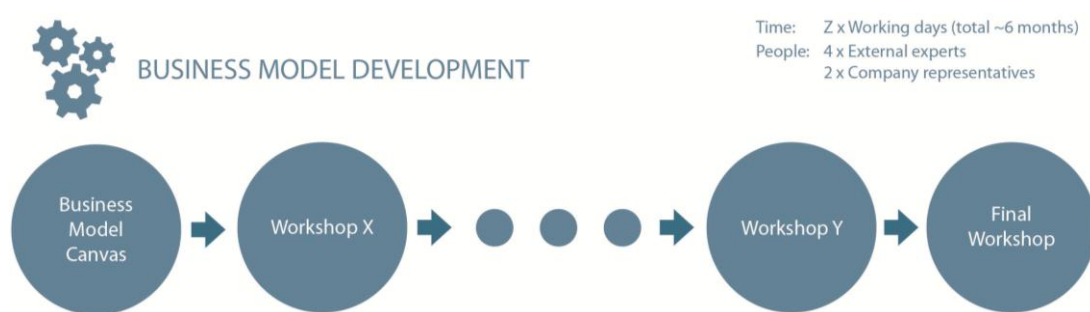 Time: Z x Working days (total ~6 months)
People: 4 x External experts
2 x Company representatives
BUSINESS MODEL DEVELOPMENT
Business
Model
Canvas
Workshop X
Workshop Y
Final
Workshop